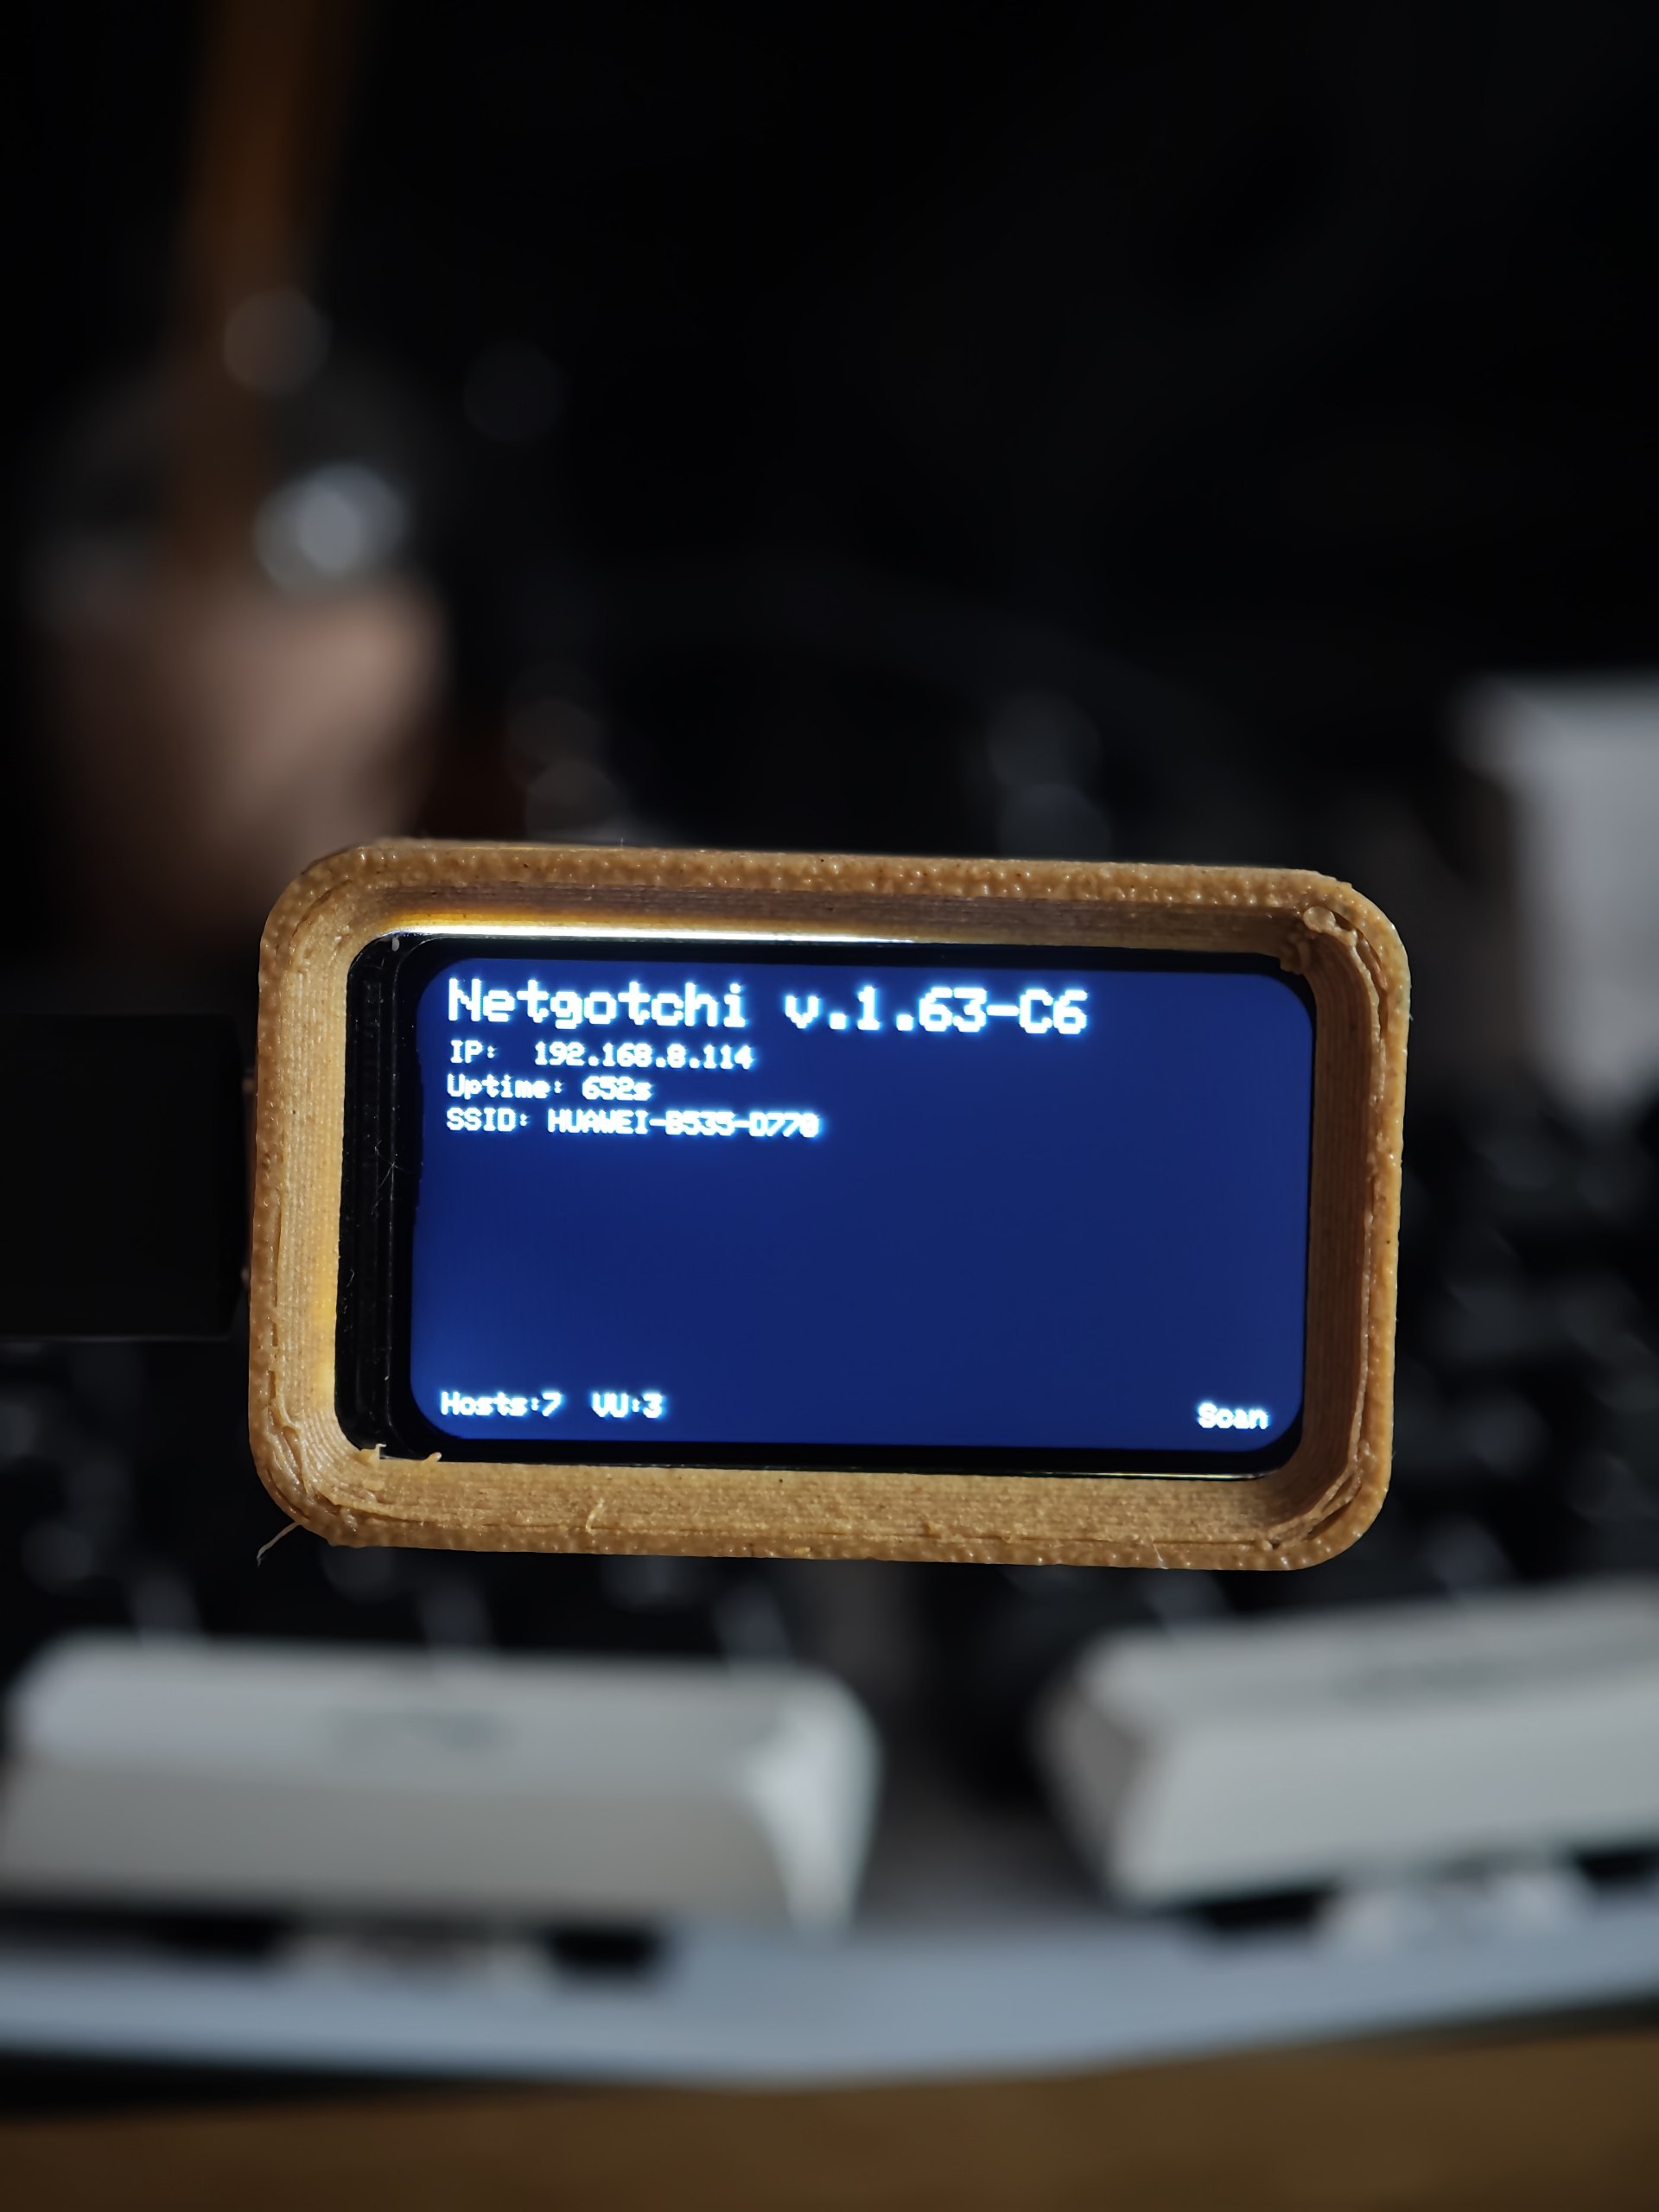 Netgotchi v.1.63-C6
IP: 192.168.8.114
Uptime: 652s
SSID: HUAWEI-B535-D770
Hosts:7 VU:3
Scan